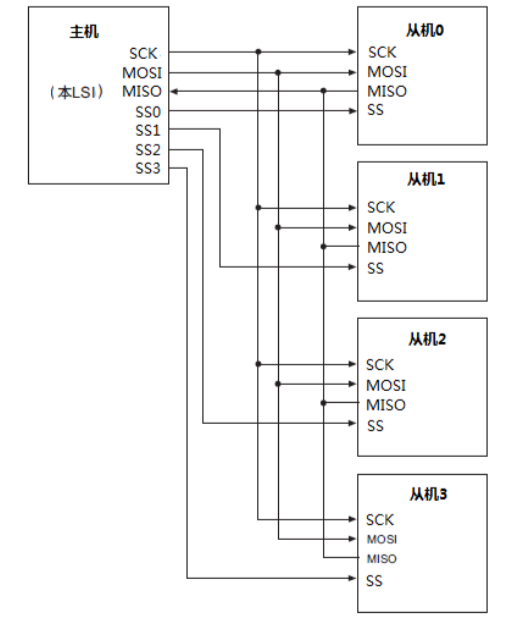 主机
SCK
MOSI
(本LSI) MISO
SS0
SS1
SS2
SS3
从机0
SCK
MOSI
MISO
SS
从机1
SCK
MOSI
MISO
SS
从机2
SCK
MOSI
MISO
SS
从机3
SCK
MOSI
MISO
SS